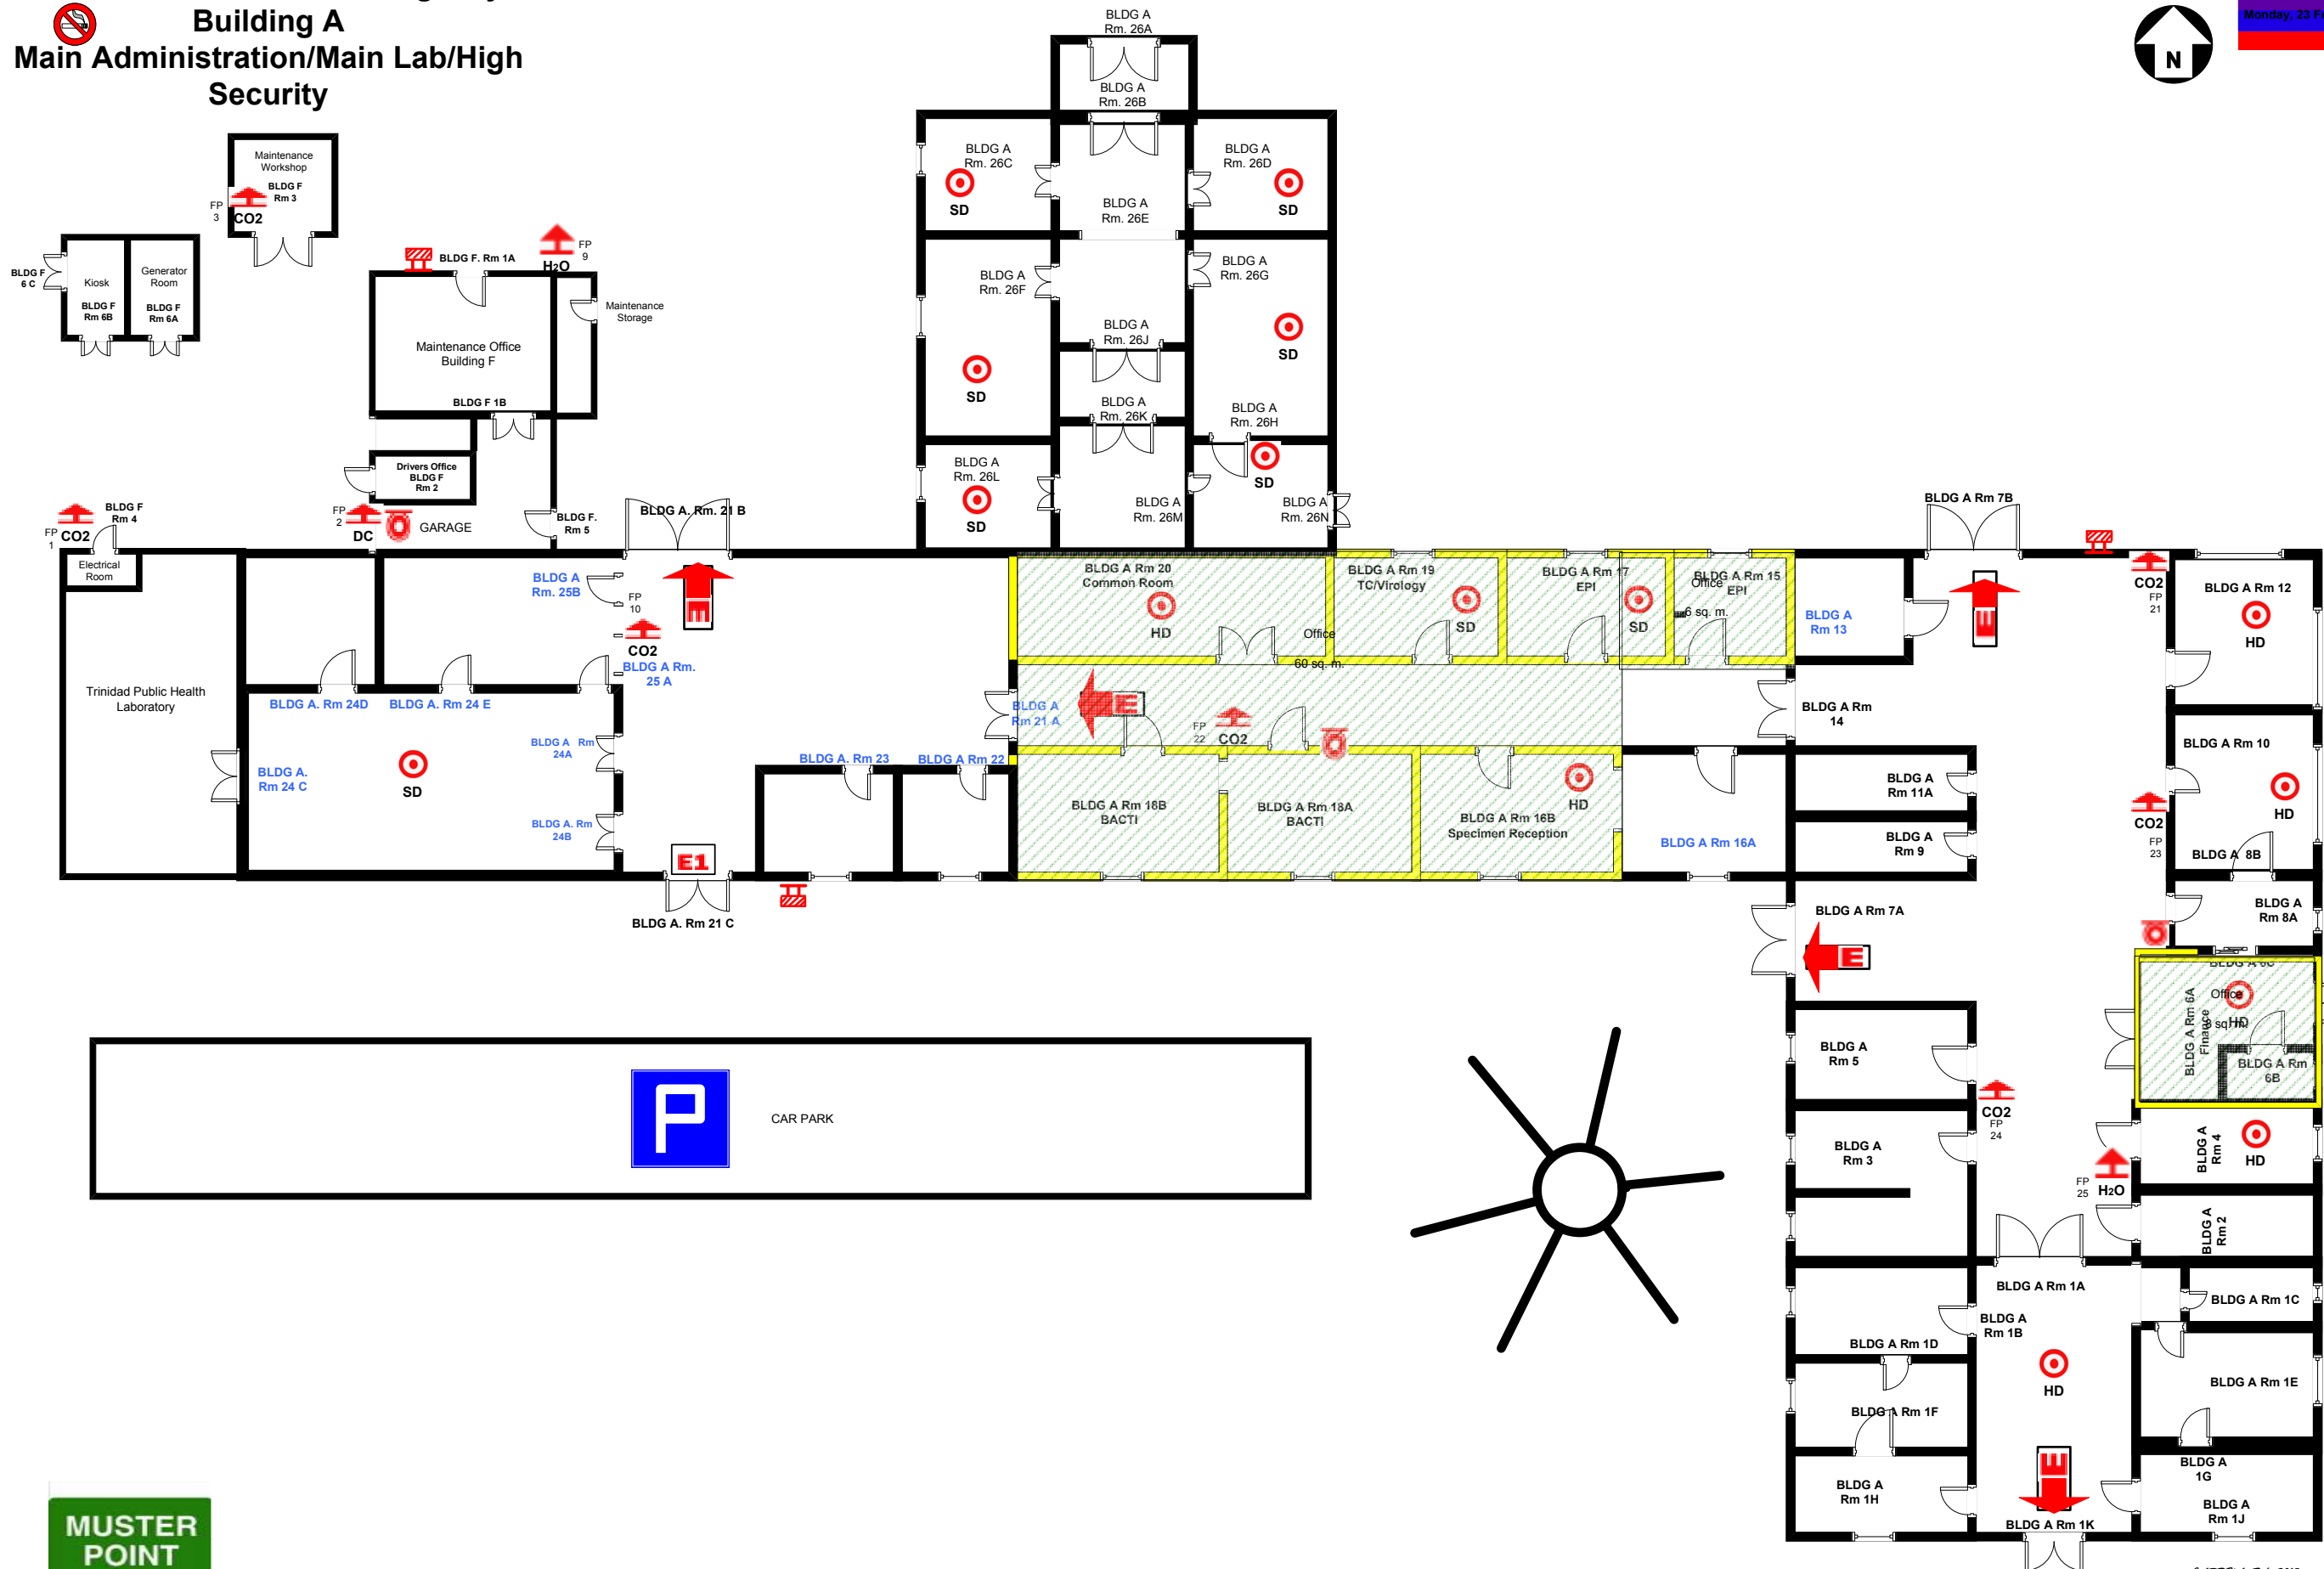 Building A
Main Administration/Main Lab/High
Security
N
Monday, 23
BLDG A
Rm. 26A
BLDG A
Rm. 26B
BLDG A
Rm. 26C
SD
BLDG A
Rm. 26D
SD
BLDG A
Rm. 26E
BLDG A
Rm. 26F
SD
BLDG A
Rm. 26G
SD
BLDG A
Rm. 26J
BLDG A
Rm. 26K
BLDG A
Rm. 26H
SD
BLDG A
Rm. 26L
SD
BLDG A
Rm. 26M
BLDG A
Rm. 26N
Maintenance
Workshop
BLDG F
Rm 3
FP
3
CO2
BLDG F
6 C
Kiosk
BLDG F
Rm 6B
Generator
Room
BLDG F
Rm 6A
BLDG F. Rm 1A
H2O
FP
9
Maintenance
Storage
Maintenance Office
Building F
BLDG F 1B
Drivers Office
BLDG F
Rm 2
FP
2
DC
GARAGE
BLDG F.
Rm 5
FP
1
CO2
BLDG F
Rm 4
Electrical
Room
Trinidad Public Health
Laboratory
BLDG A. Rm. 21 B
E
BLDG A
Rm. 25B
FP
10
CO2
BLDG A Rm.
25 A
BLDG A. Rm 24D
BLDG A. Rm 24 E
BLDG A Rm
24A
BLDG A.
Rm 24 C
SD
BLDG A. Rm
24B
E1
BLDG A. Rm 21 C
BLDG A. Rm 23
BLDG A Rm 22
BLDG A
Rm 21 A
E
BLDG A Rm 20
Common Room
HD
Office
60 sq. m.
BLDG A Rm 19
TC/Virology
SD
BLDG A Rm 17
EPI
SD
BLDG A Rm 15
EPI
Office
6 sq. m.
FP
22
CO2
BLDG A Rm 18B
BACTI
BLDG A Rm 18A
BACTI
BLDG A Rm 16B
Specimen Reception
HD
BLDG A Rm 16A
BLDG A
Rm 13
BLDG A Rm
14
BLDG A Rm 7B
E
CO2
FP
21
BLDG A Rm 12
HD
BLDG A Rm 10
HD
BLDG A
Rm 11A
BLDG A
Rm 9
CO2
FP
23
BLDG A 8B
BLDG A
Rm 8A
BLDG A Rm 7A
E
BLDG A 6C
BLDG A Rm 6A
Finance
Office
HD
sq. m.
BLDG A Rm
6B
BLDG A
Rm 5
CO2
FP
24
BLDG A
Rm 3
BLDG A
Rm 4
HD
FP
25
H2O
BLDG A
Rm 2
BLDG A Rm 1A
BLDG A
Rm 1B
BLDG A Rm 1C
BLDG A Rm 1D
HD
BLDG A Rm 1E
BLDG A Rm 1F
BLDG A
1G
BLDG A
Rm 1H
E
BLDG A
Rm 1J
BLDG A Rm 1K
P
CAR PARK
MUSTER
POINT